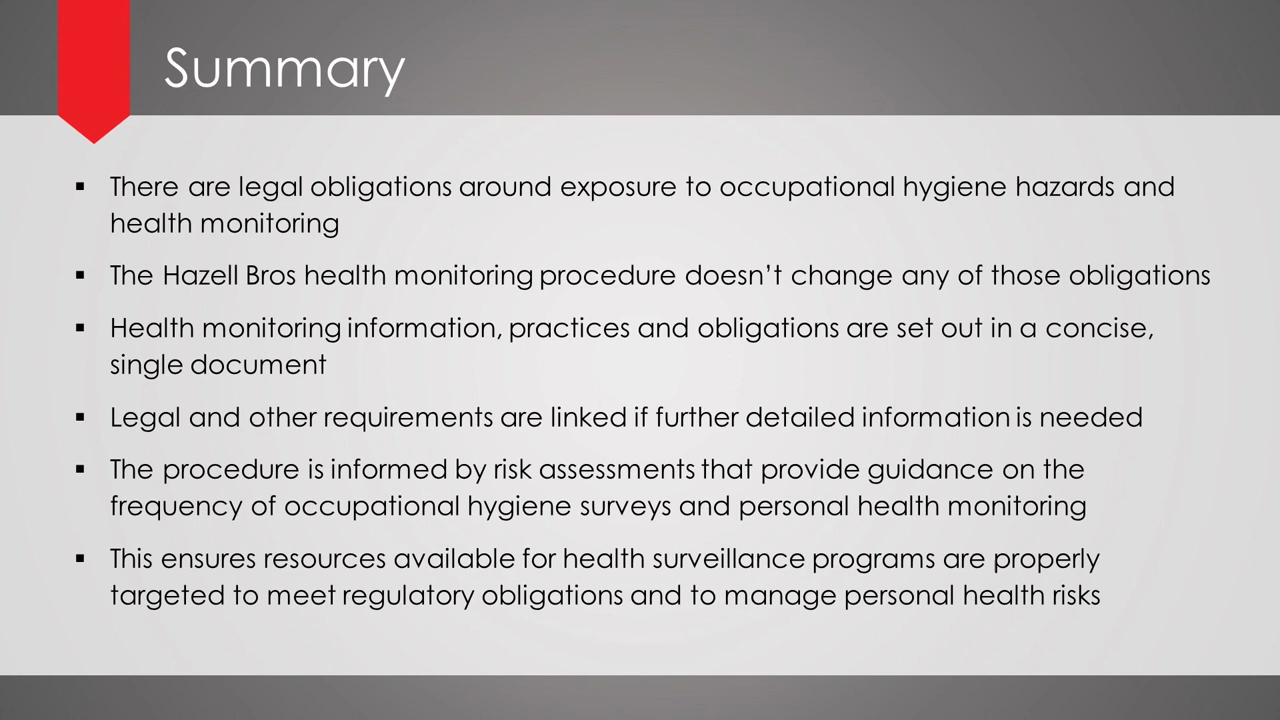 Summary
▪ There are legal obligations around exposure to occupational hygiene hazards and
health monitoring
▪ The Hazell Bros health monitoring procedure doesn’t change any of those obligations
▪ Health monitoring information, practices and obligations are set out in a concise,
single document
▪ Legal and other requirements are linked if further detailed information is needed
▪ The procedure is informed by risk assessments that provide guidance on the
frequency of occupational hygiene surveys and personal health monitoring
▪ This ensures resources available for health surveillance programs are properly
targeted to meet regulatory obligations and to manage personal health risks